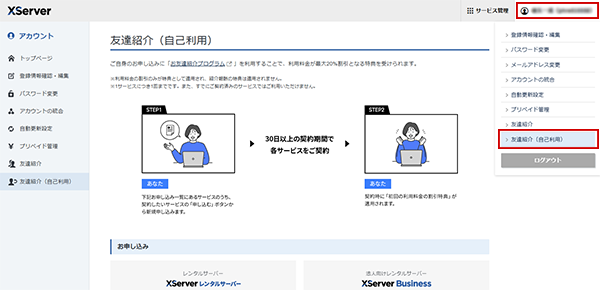 XServer
サービス管理
アカウント
トップページ
登録情報確認・編集
パスワード変更
メールアドレス変更
アカウントの統合
自動更新設定
プリペイド管理
友達紹介
友達紹介（自己利用）
友達紹介（自己利用）
ご自身のお申し込みに「お友達紹介プログラム」を利用することで、利用料金が最大20%割引となる特典を受けられます。
※利用料金の割引のみが特典として適用され、紹介報酬の特典は適用されません。
※1サービスにつき1回までです。また、すでにご契約済みのサービスではご利用いただけません。
STEP1
あなた
下記お申し込み一覧にあるサービスのうち、
契約したいサービスの「申し込む」ボタンか
ら新規申し込みます。
30日以上の契約期間で
各サービスをご契約
STEP2
あなた
契約時に「初回の利用料金の割引特典」が
適用されます。
お申し込み
レンタルサーバー
XServer レンタルサーバー
法人向けレンタルサーバー
XServer Business
登録情報確認・編集
パスワード変更
メールアドレス変更
アカウントの統合
自動更新設定
プリペイド管理
友達紹介
友達紹介（自己利用）
ログアウト